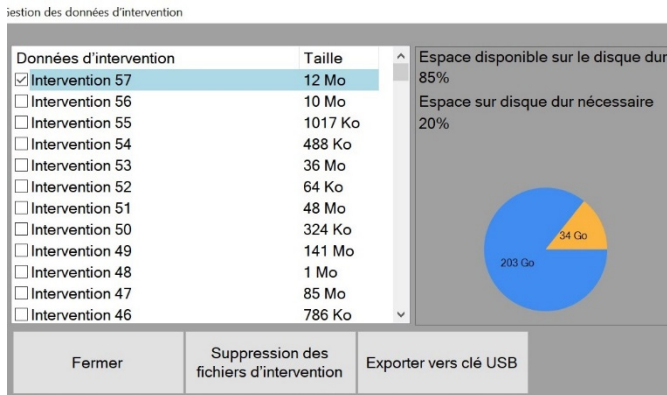 Gestion des données d'intervention
Données d'intervention Taille
Intervention 57 12 Mo
Intervention 56 10 Mo
Intervention 55 1017 Ko
Intervention 54 488 Ko
Intervention 53 36 Mo
Intervention 52 64 Ko
Intervention 51 48 Mo
Intervention 50 324 Ko
Intervention 49 141 Mo
Intervention 48 1 Mo
Intervention 47 85 Mo
Intervention 46 786 Ko
Espace disponible sur le disque dur
85%
Espace sur disque dur nécessaire
20%
34 Go
203 Go
Fermer
Suppression des
fichiers d'intervention
Exporter vers clé USB